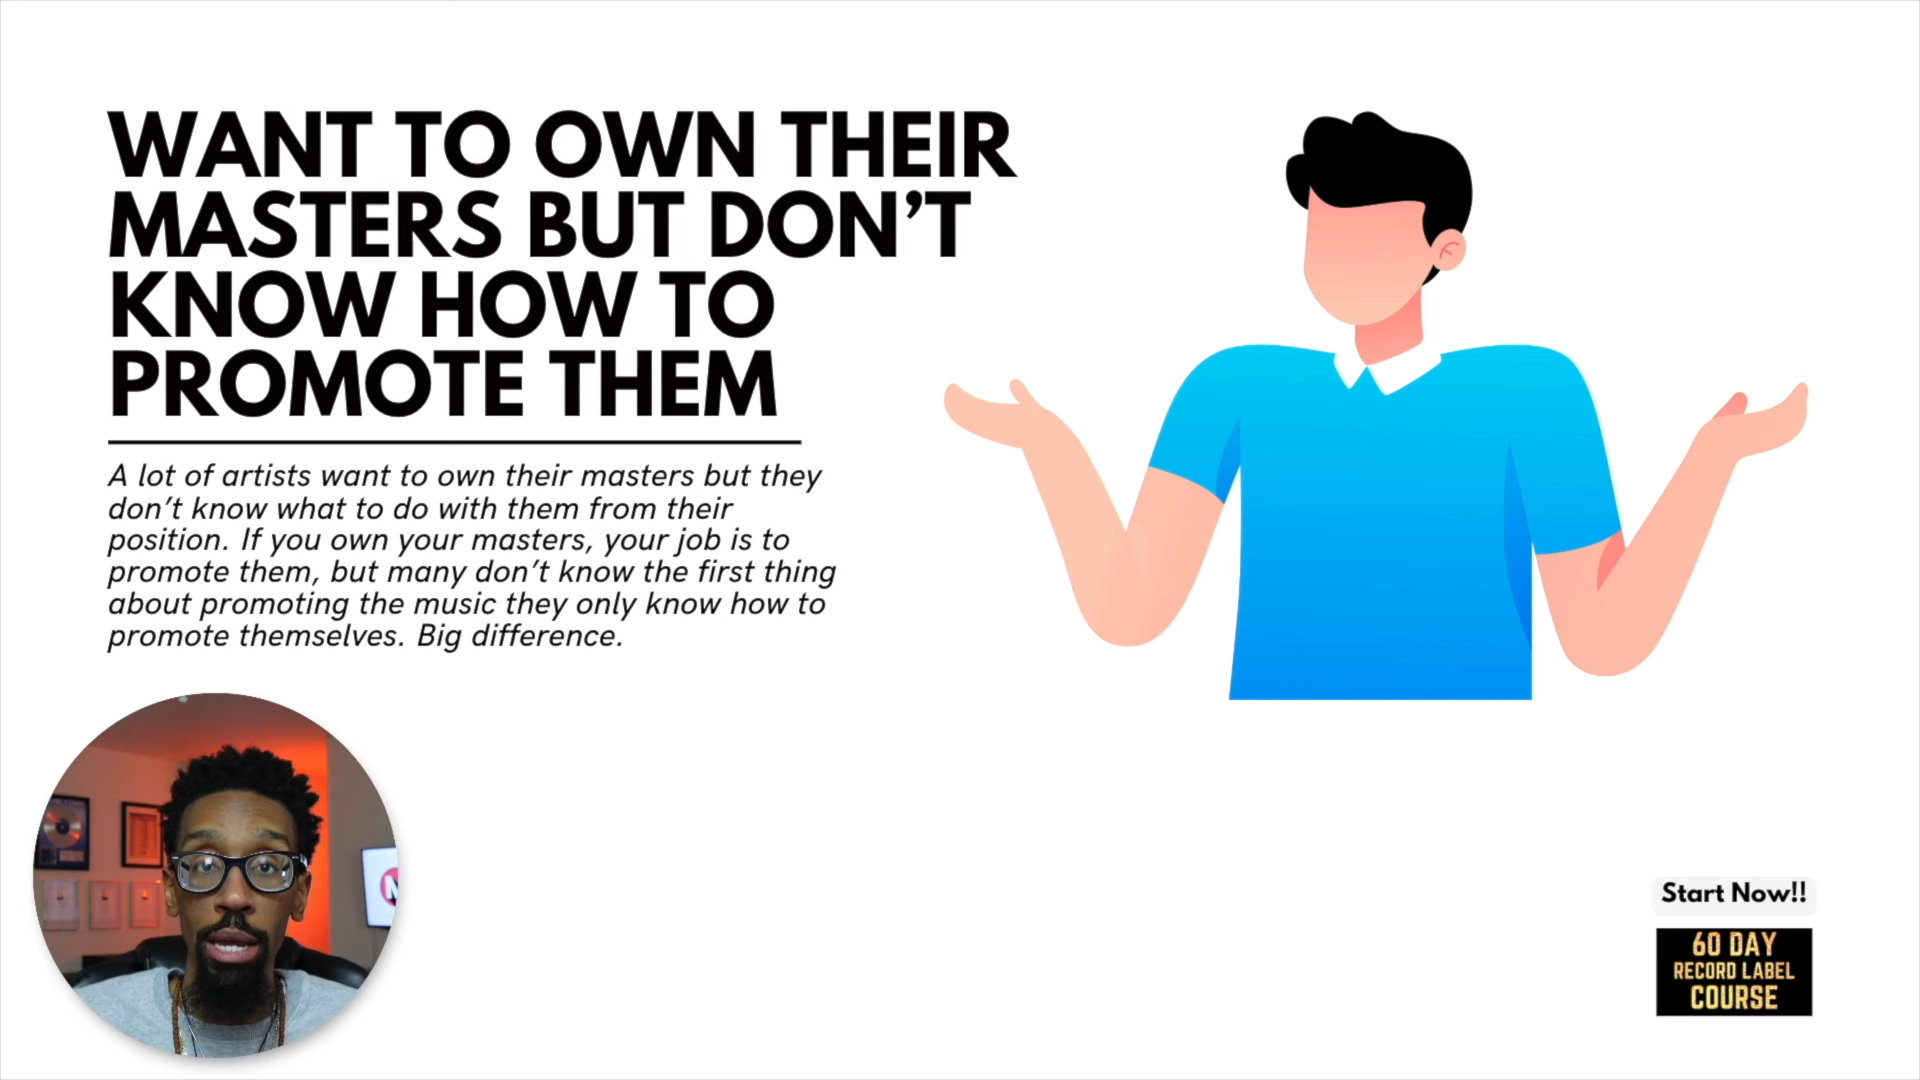 WANT TO OWN THEIR
MASTERS BUT DON’T
KNOW HOW TO
PROMOTE THEM
A lot of artists want to own their masters but they
don’t know what to do with them from their
position. If you own your masters, your job is to
promote them, but many don’t know the first thing
about promoting the music they only know how to
promote themselves. Big difference.
Start Now!!
60 DAY
RECORD LABEL
COURSE